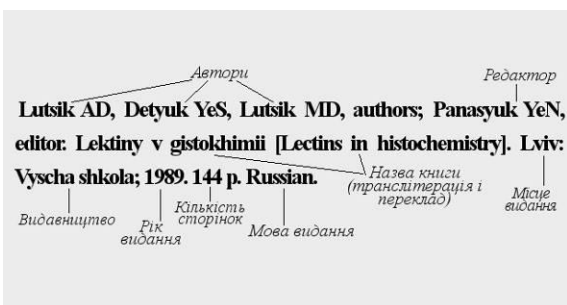 Автори
Редактор
Lutsik AD, Detyuk YeS, Lutsik MD, authors; Panasyuk YeN,
editor. Lektiny v gistokhimii [Lectins in histochemistry]. Lviv:
Vyscha shkola; 1989. 144 p. Russian.
Видавництво
Рік видання
Кількість сторінок
Мова видання
Назва книги (транслітерація і переклад)
Місце видання